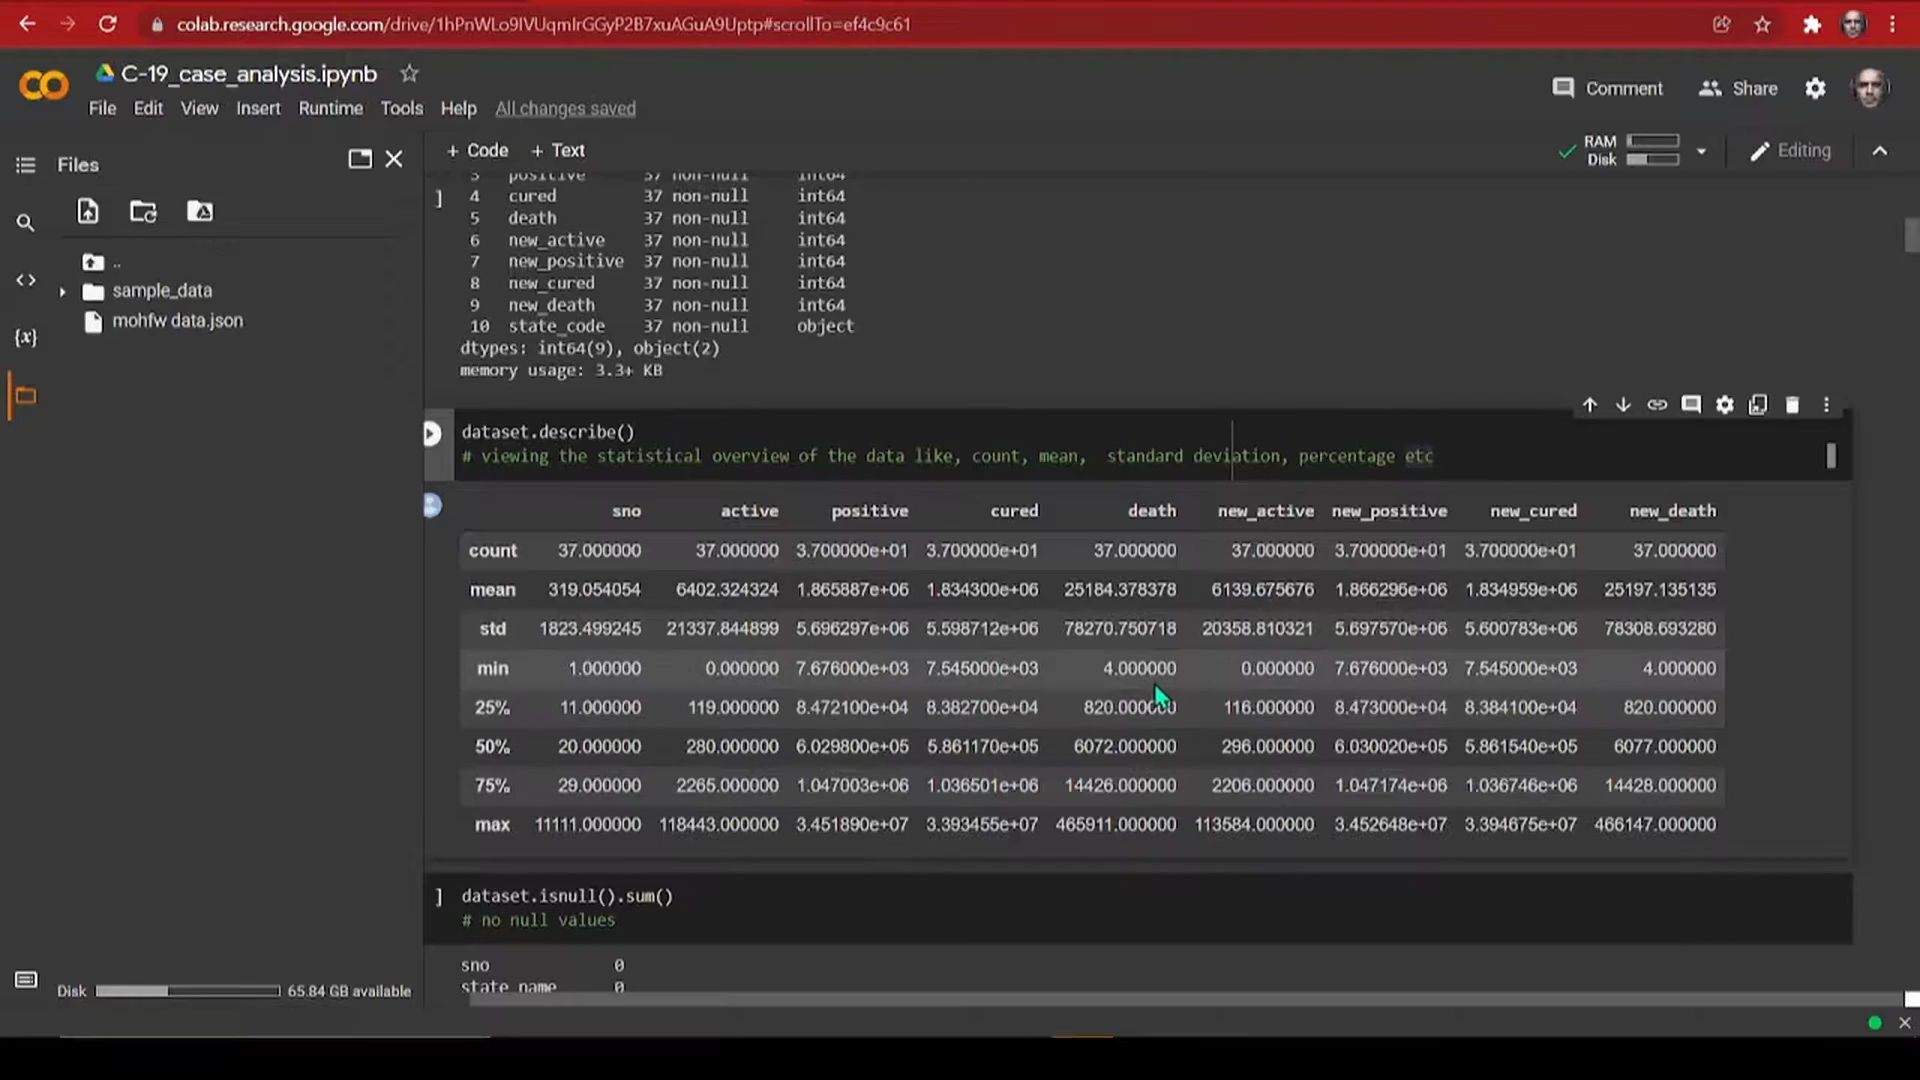 colab.research.google.com/drive/1hPnWLo9IVUqmIrGGyP2B7xuAGuA9Uptp#scrollTo=ef4c9c61
C-19_case_analysis.ipynb
File Edit View Insert Runtime Tools Help All changes saved
Comment Share
Files
+ Code + Text
RAM
Disk
Editing
..
sample_data
mohfw data.json
3 positive 37 non-null int64
] 4 cured 37 non-null int64
5 death 37 non-null int64
6 new_active 37 non-null int64
7 new_positive 37 non-null int64
8 new_cured 37 non-null int64
9 new_death 37 non-null int64
10 state_code 37 non-null object
dtypes: int64(9), object(2)
memory usage: 3.3+ KB
dataset.describe()
# viewing the statistical overview of the data like, count, mean, standard deviation, percentage etc
sno active positive cured death new_active new_positive new_cured new_death
count 37.000000 37.000000 3.700000e+01 3.700000e+01 37.000000 37.000000 3.700000e+01 3.700000e+01 37.000000
mean 319.054054 6402.324324 1.865887e+06 1.834300e+06 25184.378378 6139.675676 1.866296e+06 1.834959e+06 25197.135135
std 1823.499245 21337.844899 5.696297e+06 5.598712e+06 78270.750718 20358.810321 5.697570e+06 5.600783e+06 78308.693280
min 1.000000 0.000000 7.676000e+03 7.545000e+03 4.000000 0.000000 7.676000e+03 7.545000e+03 4.000000
25% 11.000000 119.000000 8.472100e+04 8.382700e+04 820.000000 116.000000 8.473000e+04 8.384100e+04 820.000000
50% 20.000000 280.000000 6.029800e+05 5.861170e+05 6072.000000 296.000000 6.030020e+05 5.861540e+05 6077.000000
75% 29.000000 2265.000000 1.047003e+06 1.036501e+06 14426.000000 2206.000000 1.047174e+06 1.036746e+06 14428.000000
max 11111.000000 118443.000000 3.451890e+07 3.393455e+07 465911.000000 113584.000000 3.452648e+07 3.394675e+07 466147.000000
] dataset.isnull().sum()
# no null values
sno 0
state_name 0
Disk 65.84 GB available